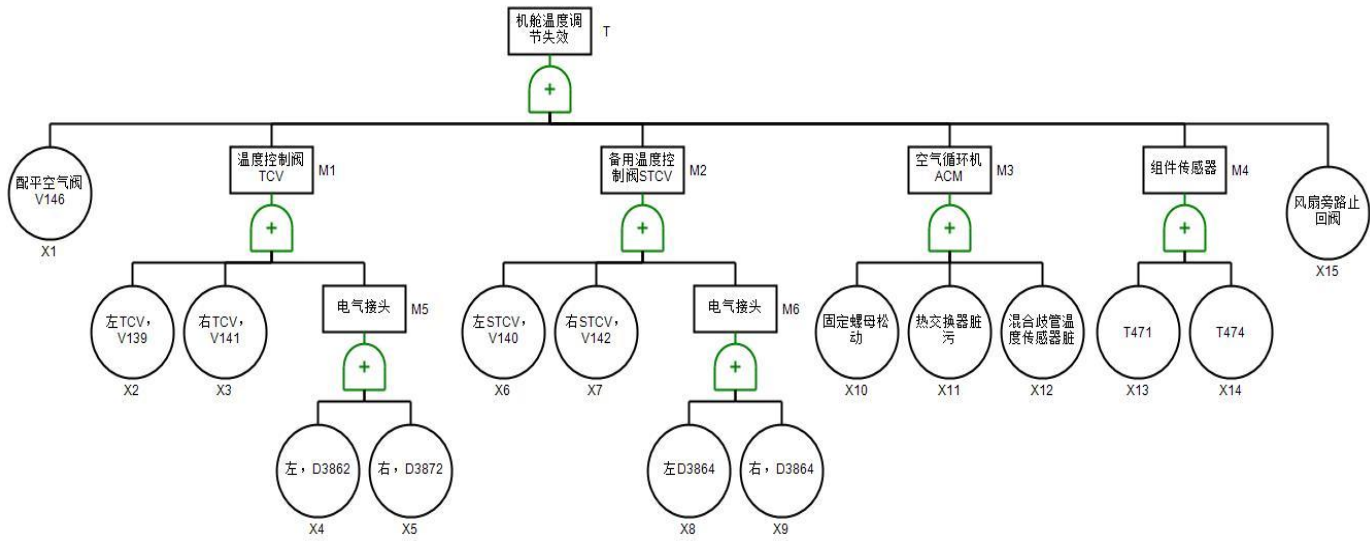 机舱温度调
节失效
T
+
配平空气阀
V146
X1
温度控制阀
TCV
M1
+
备用温度控
制阀STCV
M2
+
空气循环机
ACM
M3
+
组件传感器
M4
+
风扇旁路止
回阀
X15
左TCV，
V139
X2
右TCV，
V141
X3
电气接头
M5
+
左STCV，
V140
X6
右STCV，
V142
X7
电气接头
M6
+
固定螺母松
动
X10
热交换器脏
污
X11
混合歧管温
度传感器脏
X12
T471
X13
T474
X14
左，D3862
X4
右，D3872
X5
左D3864
X8
右，D3864
X9